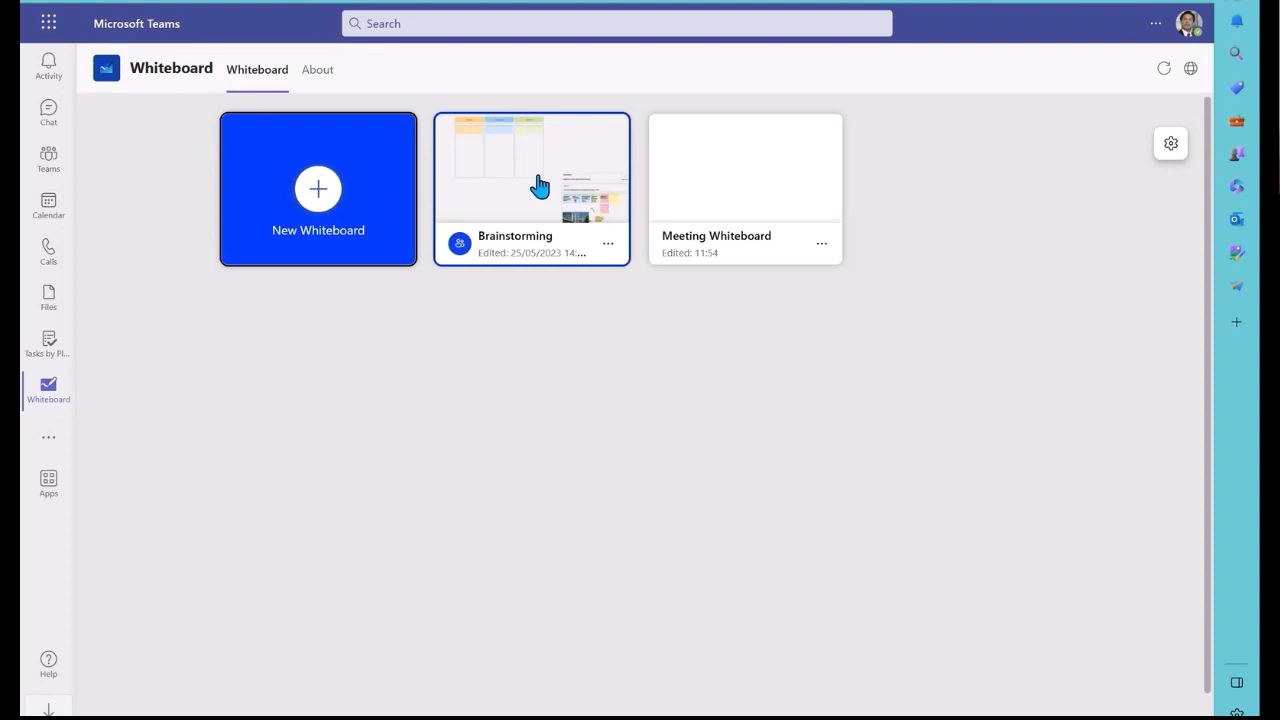 Microsoft Teams
Search
Activity
Chat
Teams
Calendar
Calls
Files
Tasks by Pl...
Whiteboard
Apps
Help
Whiteboard
Whiteboard
About
New Whiteboard
Brainstorming
Edited: 25/05/2023 14:...
Meeting Whiteboard
Edited: 11:54